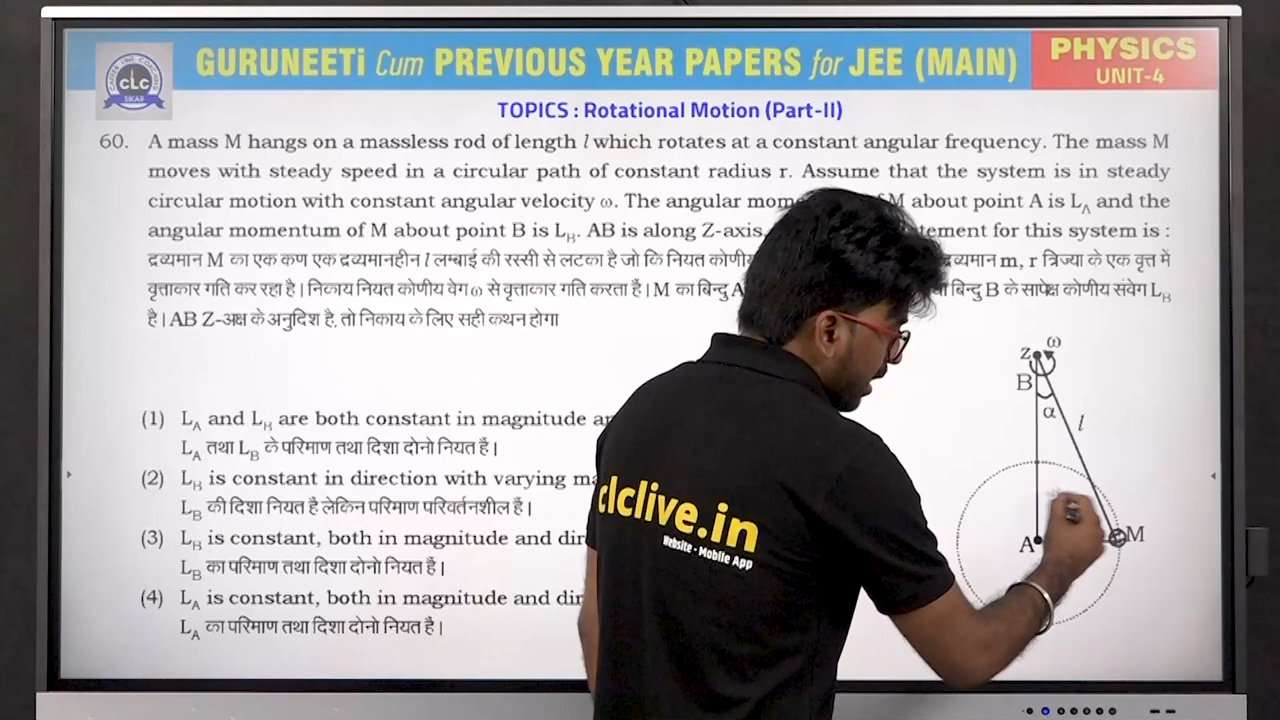 GURUNEETi Cum PREVIOUS YEAR PAPERS for JEE (MAIN)
PHYSICS
UNIT-4
CLC
SIKAR
TOPICS : Rotational Motion (Part-II)
60. A mass M hangs on a massless rod of length l which rotates at a constant angular frequency. The mass M
moves with steady speed in a circular path of constant radius r. Assume that the system is in steady
circular motion with constant angular velocity ω. The angular M about point A is L_A and the
angular momentum of M about point B is L_B. AB is along Z-axis for this system is :
द्रव्यमान M का एक कण एक द्रव्यमानहीन l लम्बाई की रस्सी से लटका है जो कि नियत m, r त्रिज्या के एक वृत्त में
वृत्ताकार गति कर रहा है। निकाय नियत कोणीय वेग ω से वृत्ताकार गति करता है। M का बिन्दु बिन्दु B के सापेक्ष कोणीय संवेग L_B
है। AB Z-अक्ष के अनुदिश है, तो निकाय के लिए सही कथन होगा
(1) L_A and L_B are both constant in magnitude
L_A तथा L_B के परिमाण तथा दिशा दोनो नियत है।
(2) L_B is constant in direction with varying
L_B की दिशा नियत है लेकिन परिमाण परिवर्तनशील है।
(3) L_B is constant, both in magnitude and
L_B का परिमाण तथा दिशा दोनो नियत है।
(4) L_A is constant, both in magnitude and
L_A का परिमाण तथा दिशा दोनो नियत है।
z ω
B
α
l
A
M
clclive.in
Website - Mobile App